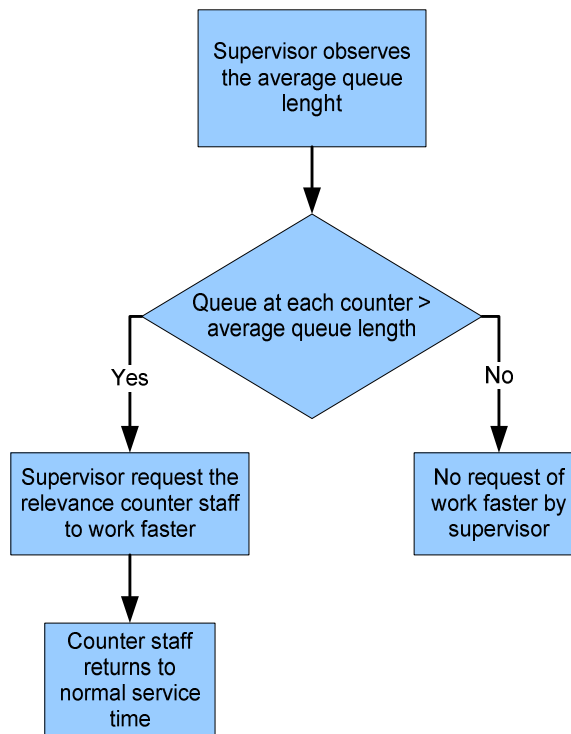 Supervisor observes
the average queue
lenght
Queue at each counter >
average queue length
Yes
No
Supervisor request the
relevance counter staff
to work faster
No request of
work faster by
supervisor
Counter staff
returns to
normal service
time